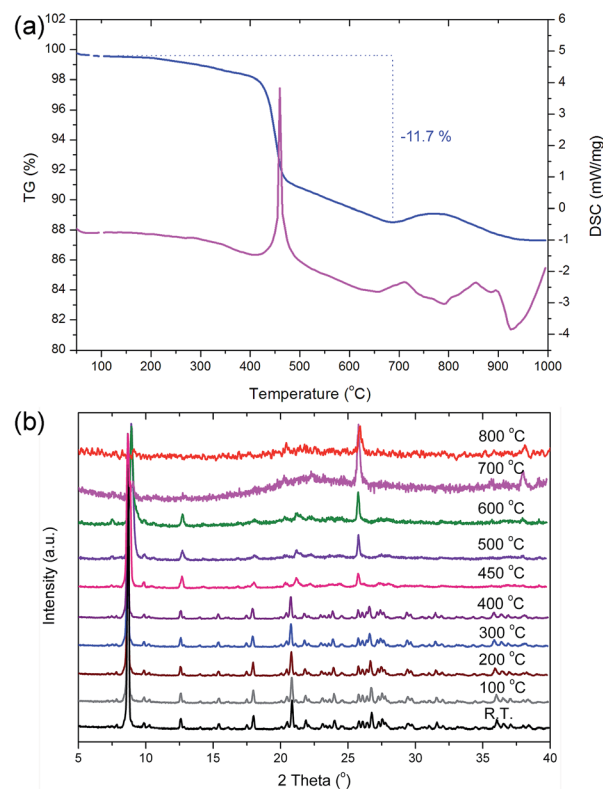 (a)
102
100
98
96
94
92
90
88
86
84
82
80
TG (%)
-11.7 %
6
5
4
3
2
1
0
-1
-2
-3
-4
DSC (mW/mg)
100 200 300 400 500 600 700 800 900 1000
Temperature (°C)
(b)
Intensity (a.u.)
800 °C
700 °C
600 °C
500 °C
450 °C
400 °C
300 °C
200 °C
100 °C
R.T.
5 10 15 20 25 30 35 40
2 Theta (°)